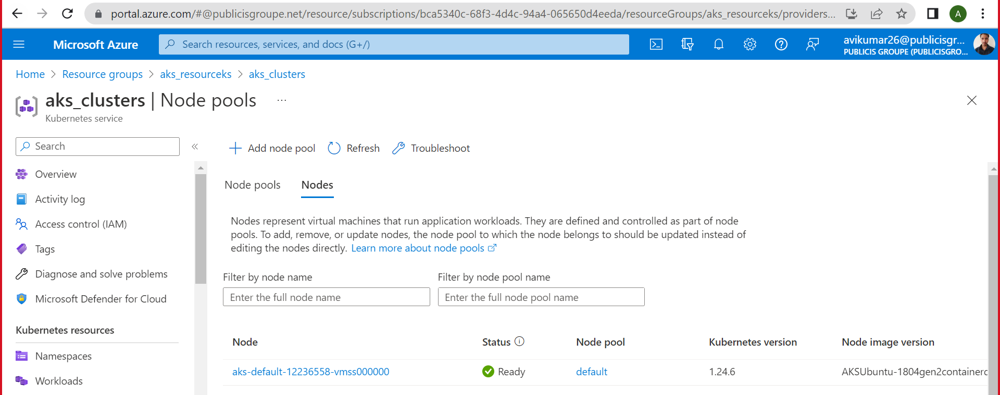 portal.azure.com/#@publicisgroupe.net/resource/subscriptions/bca5340c-68f3-4d4c-94a4-065650d4eeda/resourceGroups/aks_resourceks/providers...
A
Microsoft Azure
Search resources, services, and docs (G+/)
avikumar26@publicisgr...
PUBLICIS GROUPE (PUBLICISGRO...
Home > Resource groups > aks_resourceks > aks_clusters
aks_clusters | Node pools ...
Kubernetes service
Search
Add node pool
Refresh
Troubleshoot
Overview
Activity log
Access control (IAM)
Tags
Diagnose and solve problems
Microsoft Defender for Cloud
Kubernetes resources
Namespaces
Workloads
Node pools
Nodes
Nodes represent virtual machines that run application workloads. They are defined and controlled as part of node
pools. To add, remove, or update nodes, the node pool to which the node belongs to should be updated instead of
editing the nodes directly. Learn more about node pools
Filter by node name
Filter by node pool name
Enter the full node name
Enter the full node pool name
Node Status Node pool Kubernetes version Node image version
aks-default-12236558-vmss000000 Ready default 1.24.6 AKSUbuntu-1804gen2containerc